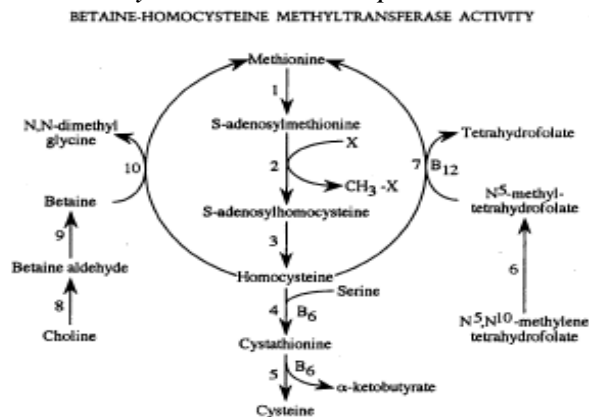 BETAINE-HOMOCYSTEINE METHYLTRANSFERASE ACTIVITY
Methionine
1
N,N-dimethyl
glycine
S-adenosylmethionine
X
Tetrahydrofolate
10
2
7
B12
CH3 -X
Betaine
N5-methyl-
tetrahydrofolate
S-adenosylhomocysteine
9
3
Betaine aldehyde
Homocysteine
6
Serine
8
4
B6
Choline
N5,N10-methylene
tetrahydrofolate
Cystathionine
5
B6
α-ketobutyrate
Cysteine